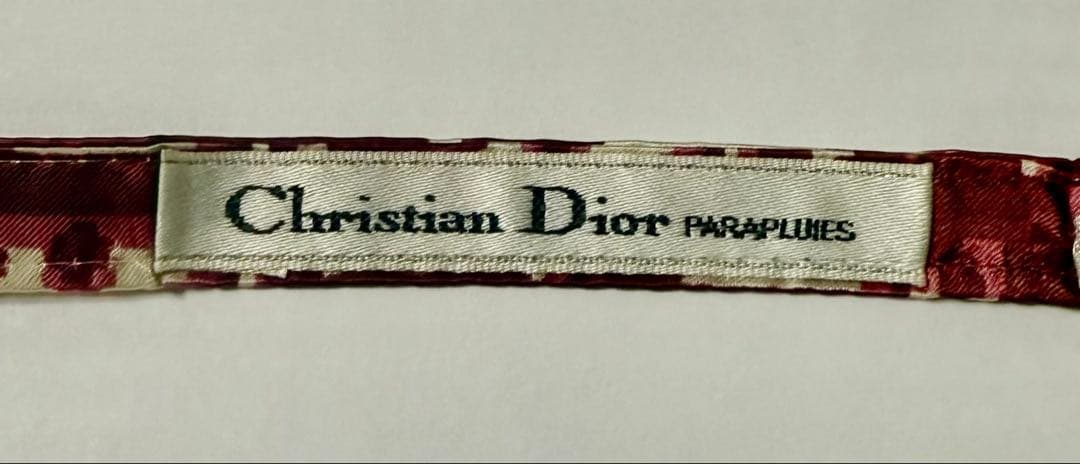 Christian Dior PARAPLUIES